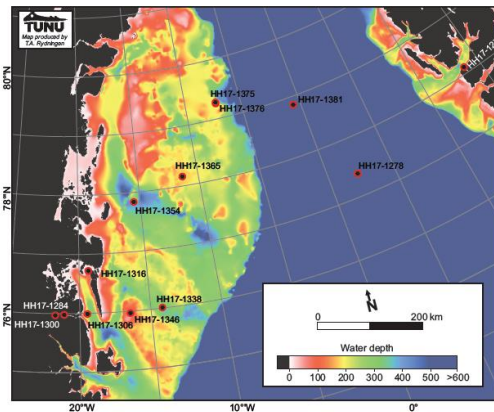 TUNU
Map produced by
T.A. Rydningen
80°N
78°N
76°N
HH17-1375
HH17-1376
HH17-1381
HH17-1278
HH17-1365
HH17-1354
HH17-1316
HH17-1284
HH17-1300
HH17-1306
HH17-1338
HH17-1346
N
0 200 km
Water depth
0 100 200 300 400 500 >600
20°W 10°W 0°